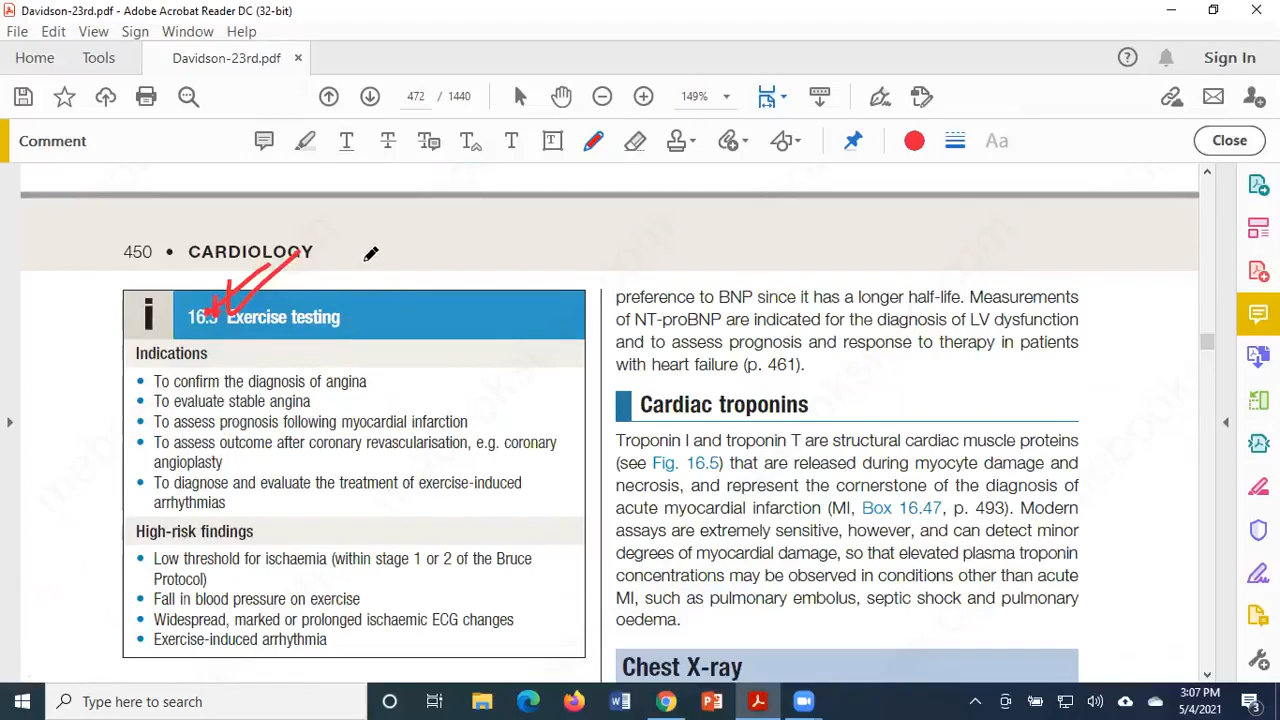 Davidson-23rd.pdf - Adobe Acrobat Reader DC (32-bit)
File Edit View Sign Window Help
Home Tools Davidson-23rd.pdf × Sign In
472 / 1440 149%
Comment Aa Close
450 • CARDIOLOGY
i 16.3 Exercise testing
Indications
• To confirm the diagnosis of angina
• To evaluate stable angina
• To assess prognosis following myocardial infarction
• To assess outcome after coronary revascularisation, e.g. coronary
angioplasty
• To diagnose and evaluate the treatment of exercise-induced
arrhythmias
High-risk findings
• Low threshold for ischaemia (within stage 1 or 2 of the Bruce
Protocol)
• Fall in blood pressure on exercise
• Widespread, marked or prolonged ischaemic ECG changes
• Exercise-induced arrhythmia
preference to BNP since it has a longer half-life. Measurements
of NT-proBNP are indicated for the diagnosis of LV dysfunction
and to assess prognosis and response to therapy in patients
with heart failure (p. 461).
Cardiac troponins
Troponin I and troponin T are structural cardiac muscle proteins
(see Fig. 16.5) that are released during myocyte damage and
necrosis, and represent the cornerstone of the diagnosis of
acute myocardial infarction (MI, Box 16.47, p. 493). Modern
assays are extremely sensitive, however, and can detect minor
degrees of myocardial damage, so that elevated plasma troponin
concentrations may be observed in conditions other than acute
MI, such as pulmonary embolus, septic shock and pulmonary
oedema.
Chest X-ray
Type here to search
3:07 PM
5/4/2021
3